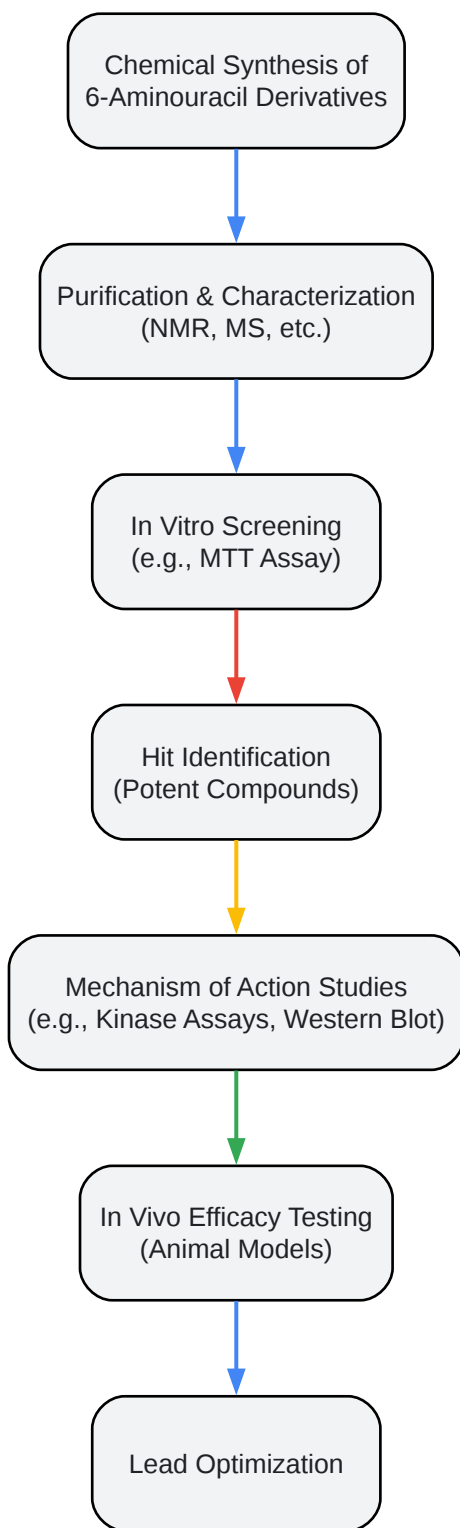 Chemical Synthesis of
6-Aminouracil Derivatives
Purification & Characterization
(NMR, MS, etc.)
In Vitro Screening
(e.g., MTT Assay)
Hit Identification
(Potent Compounds)
Mechanism of Action Studies
(e.g., Kinase Assays, Western Blot)
In Vivo Efficacy Testing
(Animal Models)
Lead Optimization